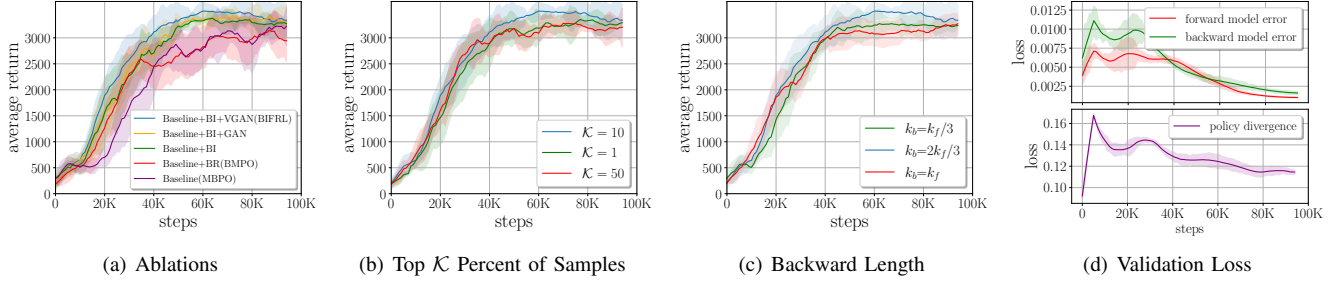 average return
3000
2500
2000
1500
1000
500
0
Baseline+BI+VGAN(BIFRL)
Baseline+BI+GAN
Baseline+BI
Baseline+BR(BMPO)
Baseline(MBPO)
0 20K 40K 60K 80K 100K
steps
(a) Ablations
average return
3000
2500
2000
1500
1000
500
0
𝒦 = 10
𝒦 = 1
𝒦 = 50
0 20K 40K 60K 80K 100K
steps
(b) Top 𝒦 Percent of Samples
average return
3000
2500
2000
1500
1000
500
0
k_b=k_f/3
k_b=2k_f/3
k_b=k_f
0 20K 40K 60K 80K 100K
steps
(c) Backward Length
loss
0.0125
0.0100
0.0075
0.0050
0.0025
forward model error
backward model error
loss
0.16
0.14
0.12
0.10
policy divergence
0 20K 40K 60K 80K 100K
steps
(d) Validation Loss